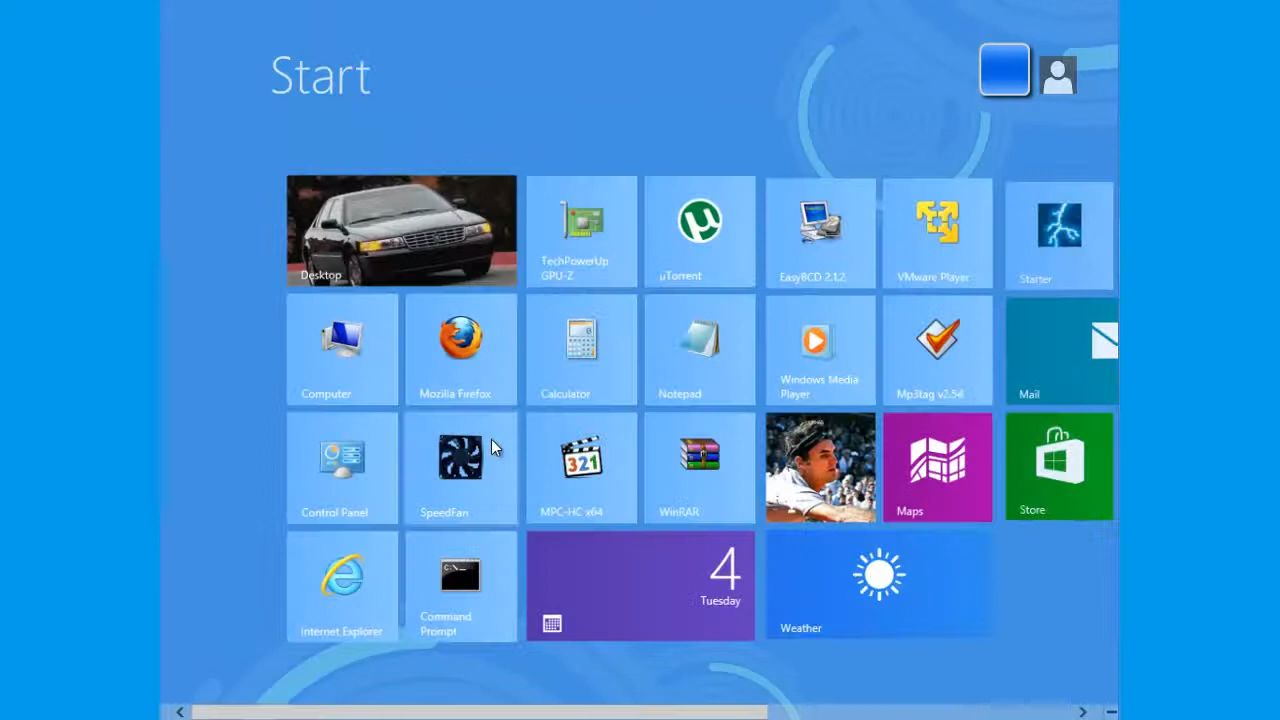 Start
Desktop
TechPowerUp
GPU-Z
µTorrent
EasyBCD 2.1.2
VMware Player
Starter
Computer
Mozilla Firefox
Calculator
Notepad
Windows Media
Player
Mp3tag v2.54
Mail
Control Panel
SpeedFan
321
MPC-HC x64
WinRAR
Maps
Store
Internet Explorer
C:\_
Command
Prompt
4
Tuesday
Weather